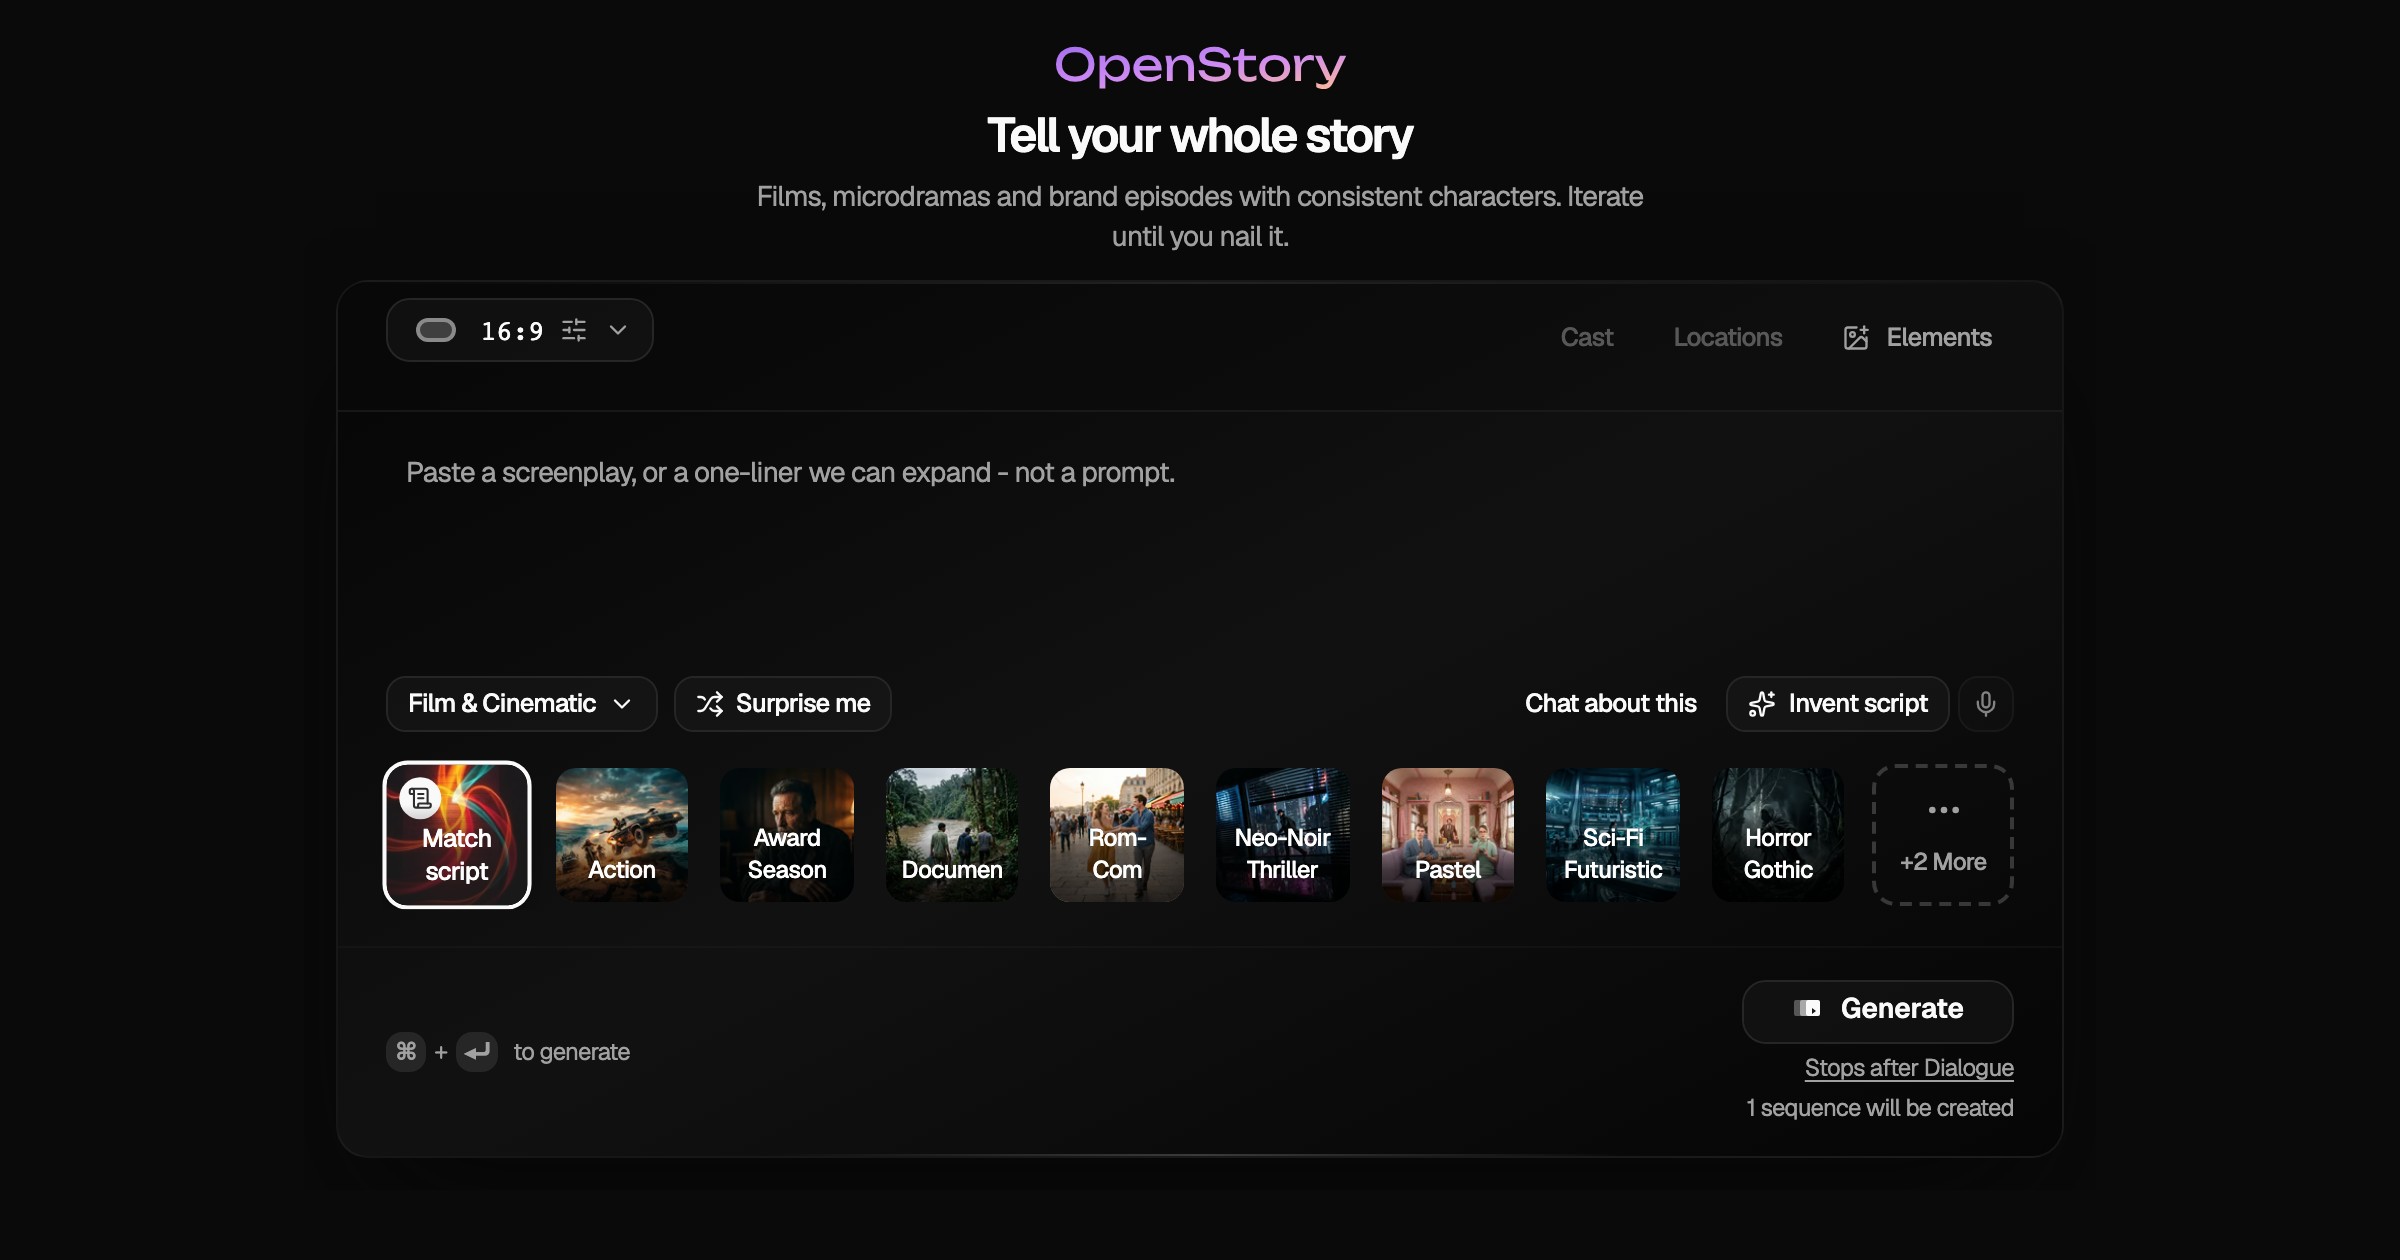 OpenStory
Tell your whole story
Films, microdramas and brand episodes with consistent characters. Iterate
until you nail it.
16:9
Cast
Locations
Elements
Paste a screenplay, or a one-liner we can expand - not a prompt.
Film & Cinematic
Surprise me
Chat about this
Invent script
Match
script
Action
Award
Season
Documen
Rom-
Com
Neo-Noir
Thriller
Pastel
Sci-Fi
Futuristic
Horror
Gothic
+2 More
⌘ + ↵ to generate
Generate
Stops after Dialogue
1 sequence will be created